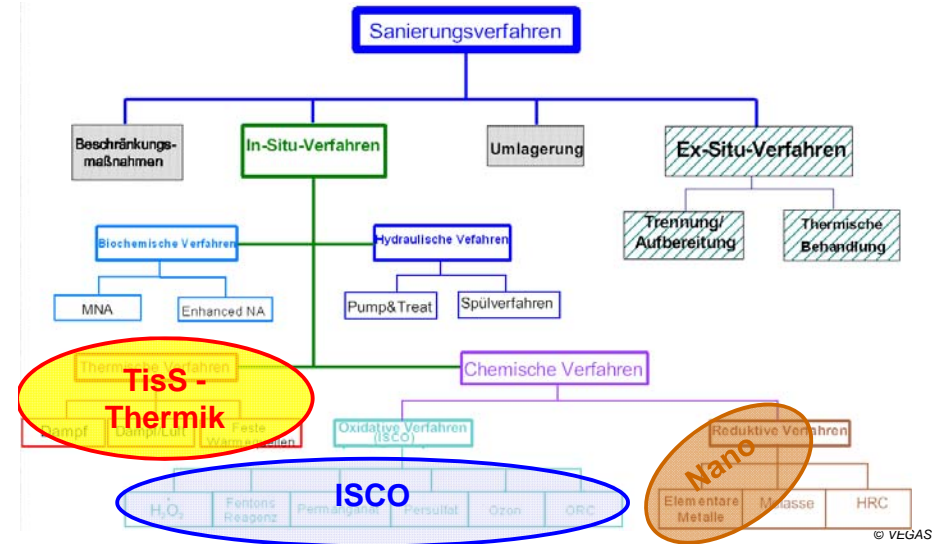 Sanierungsverfahren
Beschränkungs-
maßnahmen
In-Situ-Verfahren
Umlagerung
Ex-Situ-Verfahren
Trennung/
Aufbereitung
Thermische
Behandlung
Biochemische Verfahren
Hydraulische Vefahren
MNA
Enhanced NA
Pump&Treat
Spülverfahren
Thermische Verfahren
Chemische Verfahren
TisS -
Thermik
Dampf
Dampf/Luft
Feste
Wärmequellen
Oxidative Verfahren
(ISCO)
Reduktive Verfahren
Nano
ISCO
H₂O₂
Fentons
Reagenz
Permanganat
Persulfat
Ozon
ORC
Elementare
Metalle
Melasse
HRC
© VEGAS